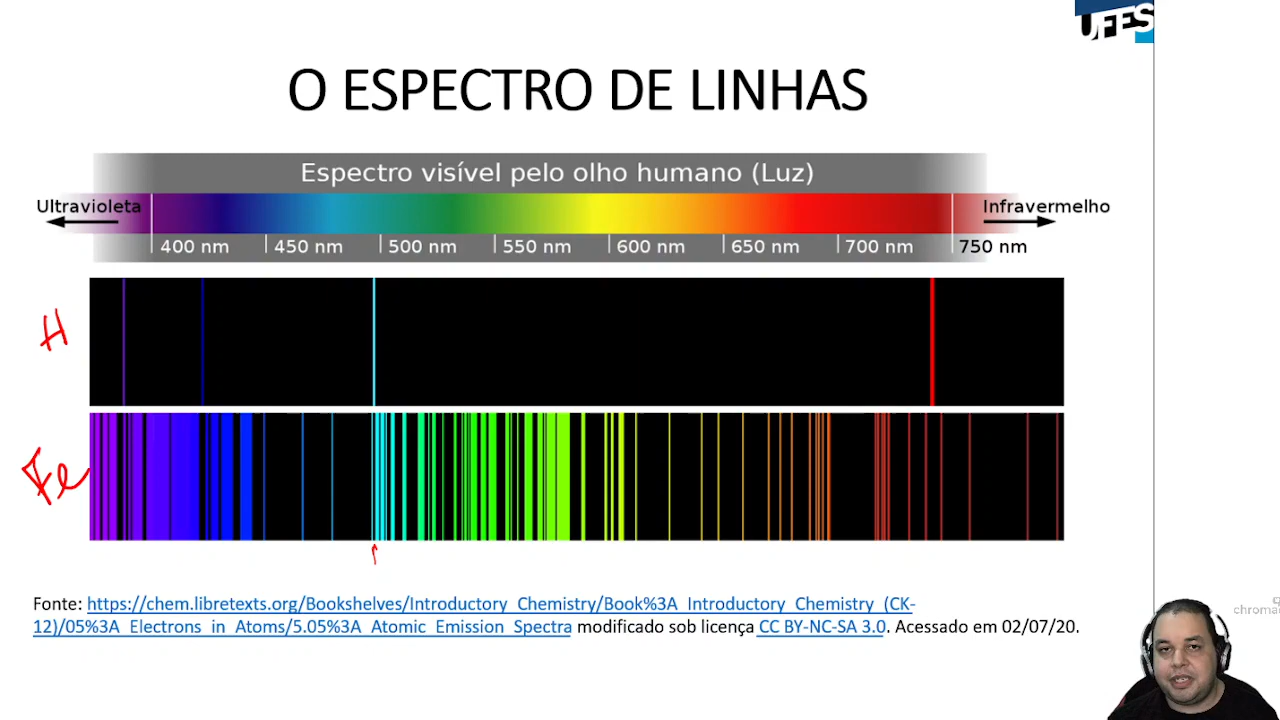 UFES
O ESPECTRO DE LINHAS
Espectro visível pelo olho humano (Luz)
Ultravioleta
Infravermelho
400 nm 450 nm 500 nm 550 nm 600 nm 650 nm 700 nm 750 nm
H
Fe
Fonte: https://chem.libretexts.org/Bookshelves/Introductory_Chemistry/Book%3A_Introductory_Chemistry_(CK-
12)/05%3A_Electrons_in_Atoms/5.05%3A_Atomic_Emission_Spectra modificado sob licença CC BY-NC-SA 3.0. Acessado em 02/07/20.